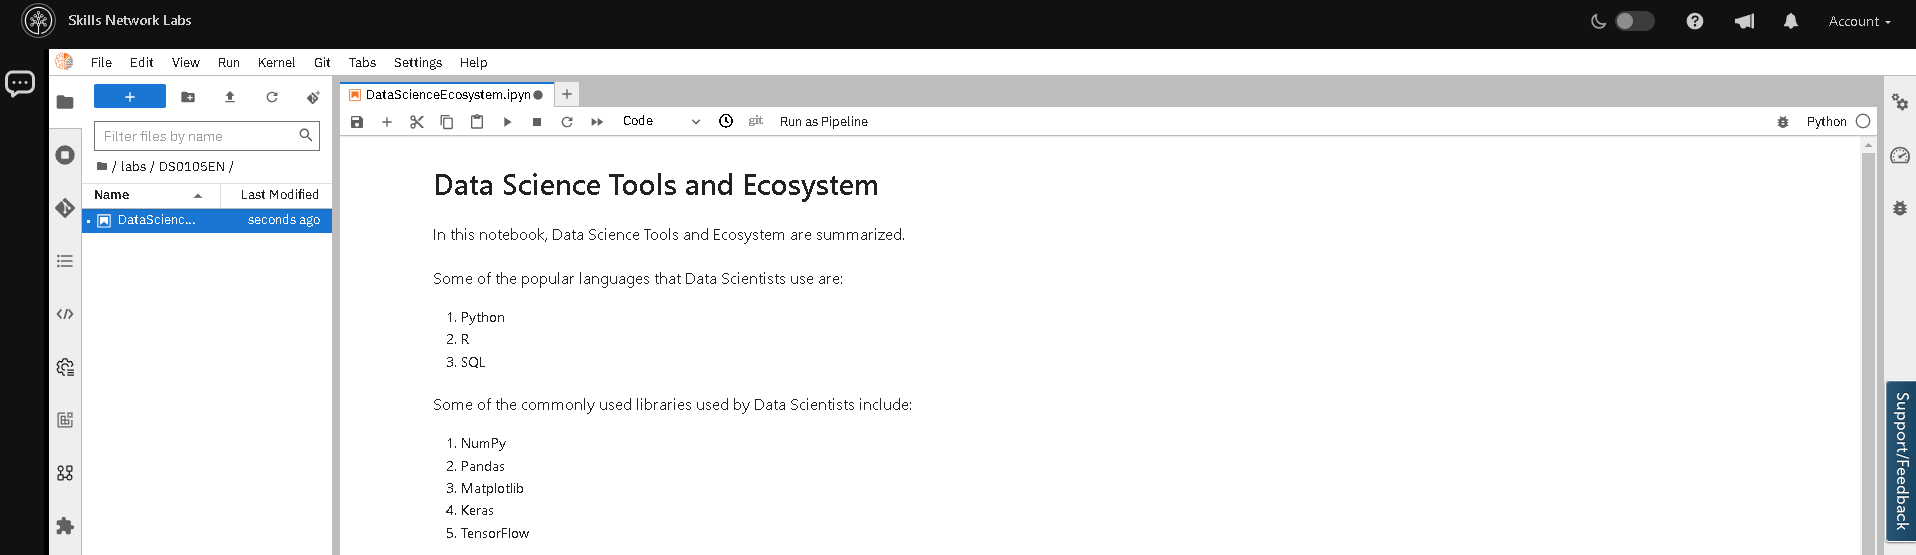 Skills Network Labs
Account
File Edit View Run Kernel Git Tabs Settings Help
DataScienceEcosystem.ipyn
Filter files by name
Code
git
Run as Pipeline
Python
/ labs / DS0105EN /
Name Last Modified
DataScienc... seconds ago
Data Science Tools and Ecosystem
In this notebook, Data Science Tools and Ecosystem are summarized.
Some of the popular languages that Data Scientists use are:
1. Python
2. R
3. SQL
Some of the commonly used libraries used by Data Scientists include:
1. NumPy
2. Pandas
3. Matplotlib
4. Keras
5. TensorFlow
Support/Feedback